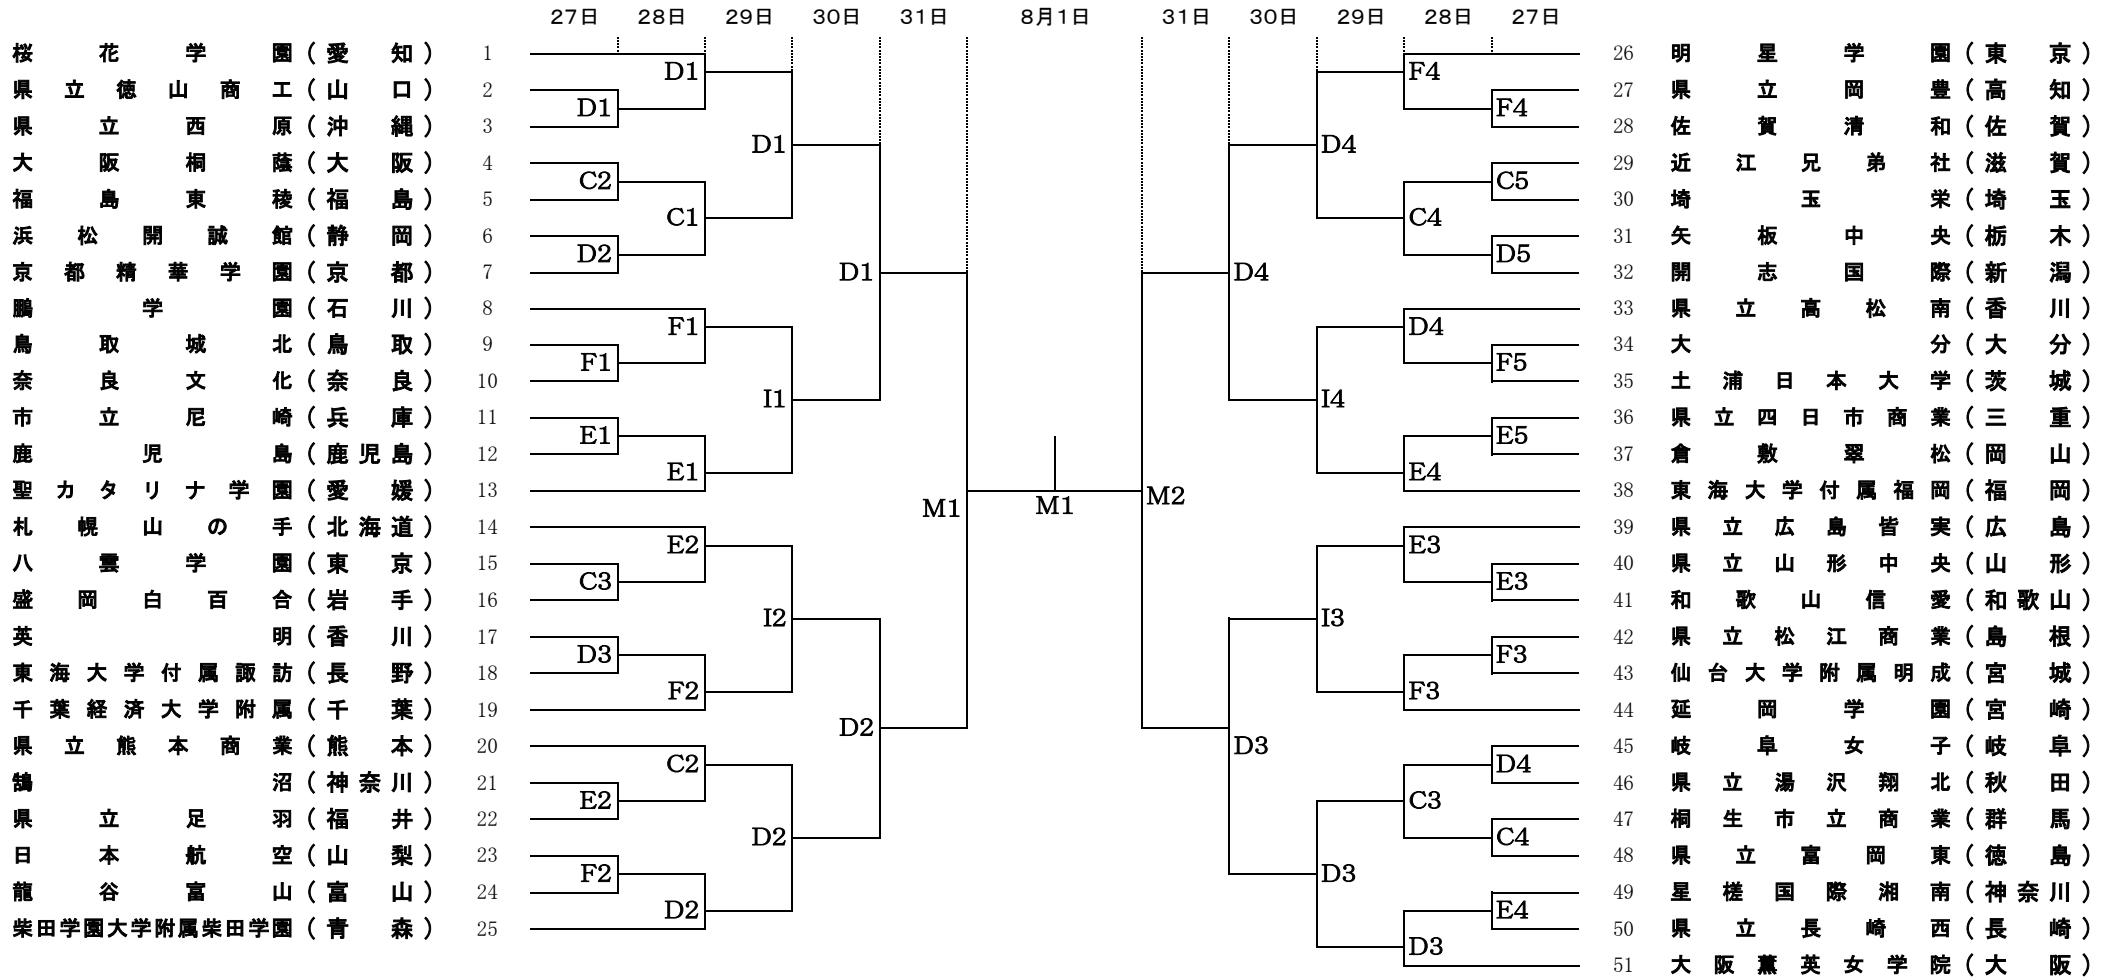 27日 28日 29日 30日 31日 8月1日 31日 30日 29日 28日 27日
桜花学園(愛知) 1 26 明星学園(東京)
D1 F4
県立徳山商工(山口) 2 27 県立岡豊(高知)
D1 F4
県立西原(沖縄) 3 28 佐賀清和(佐賀)
D1 D4
大阪桐蔭(大阪) 4 29 近江兄弟社(滋賀)
C2 C5
福島東稜(福島) 5 30 埼玉栄(埼玉)
C1 C4
浜松開誠館(静岡) 6 31 矢板中央(栃木)
D2 D5
京都精華学園(京都) 7 D1 D4 32 開志国際(新潟)
鵬学園(石川) 8 33 県立高松南(香川)
F1 D4
鳥取城北(鳥取) 9 34 大分(大分)
F1 F5
奈良文化(奈良) 10 35 土浦日本大学(茨城)
I1 I4
市立尼崎(兵庫) 11 36 県立四日市商業(三重)
E1 E5
鹿児島(鹿児島) 12 37 倉敷翠松(岡山)
E1 E4
聖カタリナ学園(愛媛) 13 38 東海大学付属福岡(福岡)
M1 M1 M2
札幌山の手(北海道) 14 39 県立広島皆実(広島)
E2 E3
八雲学園(東京) 15 40 県立山形中央(山形)
C3 E3
盛岡白百合(岩手) 16 41 和歌山信愛(和歌山)
I2 I3
英明(香川) 17 42 県立松江商業(島根)
D3 F3
東海大学付属諏訪(長野) 18 43 仙台大学附属明成(宮城)
F2 F3
千葉経済大学附属(千葉) 19 44 延岡学園(宮崎)
D2 D3
県立熊本商業(熊本) 20 45 岐阜女子(岐阜)
C2 D4
鵠沼(神奈川) 21 46 県立湯沢翔北(秋田)
E2 C3
県立足羽(福井) 22 47 桐生市立商業(群馬)
D2 C4
日本航空(山梨) 23 48 県立富岡東(徳島)
F2 D3
龍谷富山(富山) 24 49 星槎国際湘南(神奈川)
D2 E4
柴田学園大学附属柴田学園(青森) 25 50 県立長崎西(長崎)
D3
51 大阪薫英女学院(大阪)